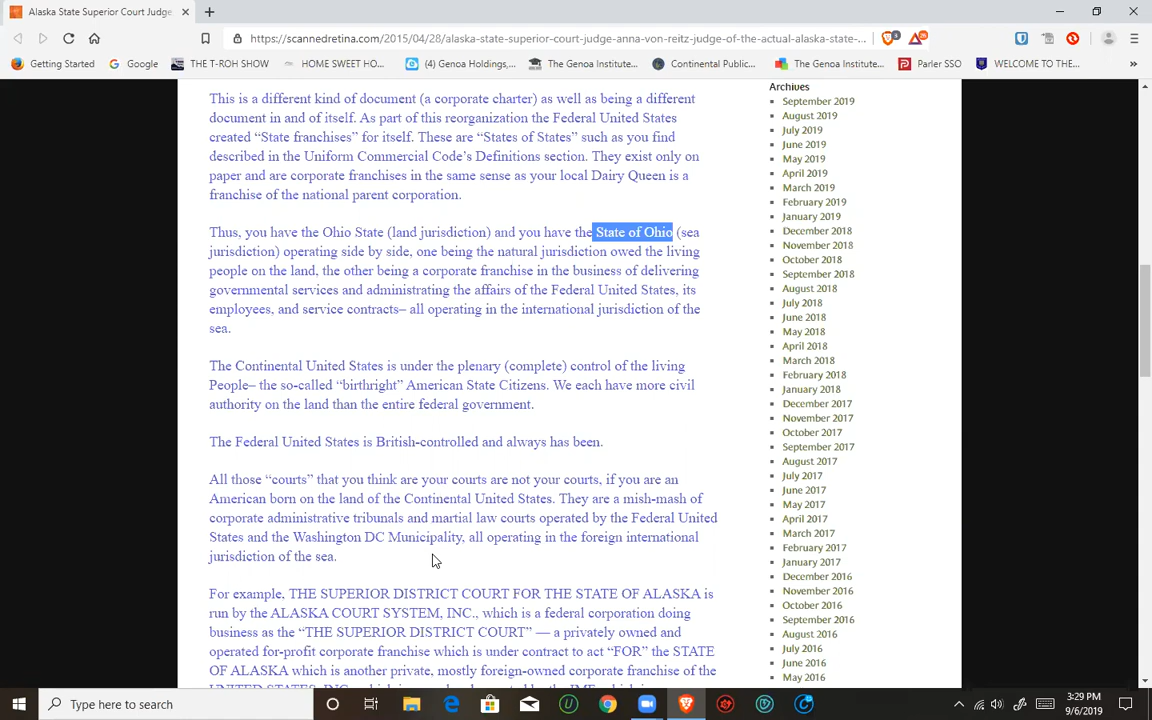 Alaska State Superior Court Judge
https://scannedretina.com/2015/04/28/alaska-state-superior-court-judge-anna-von-reitz-judge-of-the-actual-alaska-state-...
Getting Started
Google
THE T-ROH SHOW
HOME SWEET HO...
(4) Genoa Holdings,...
The Genoa Institute...
Continental Public...
The Genoa Institute...
Parler SSO
WELCOME TO THE...
This is a different kind of document (a corporate charter) as well as being a different
document in and of itself. As part of this reorganization the Federal United States
created “State franchises” for itself. These are “States of States” such as you find
described in the Uniform Commercial Code’s Definitions section. They exist only on
paper and are corporate franchises in the same sense as your local Dairy Queen is a
franchise of the national parent corporation.
Thus, you have the Ohio State (land jurisdiction) and you have the State of Ohio (sea
jurisdiction) operating side by side, one being the natural jurisdiction owed the living
people on the land, the other being a corporate franchise in the business of delivering
governmental services and administrating the affairs of the Federal United States, its
employees, and service contracts– all operating in the international jurisdiction of the
sea.
The Continental United States is under the plenary (complete) control of the living
People– the so-called “birthright” American State Citizens. We each have more civil
authority on the land than the entire federal government.
The Federal United States is British-controlled and always has been.
All those “courts” that you think are your courts are not your courts, if you are an
American born on the land of the Continental United States. They are a mish-mash of
corporate administrative tribunals and martial law courts operated by the Federal United
States and the Washington DC Municipality, all operating in the foreign international
jurisdiction of the sea.
For example, THE SUPERIOR DISTRICT COURT FOR THE STATE OF ALASKA is
run by the ALASKA COURT SYSTEM, INC., which is a federal corporation doing
business as the “THE SUPERIOR DISTRICT COURT” — a privately owned and
operated for-profit corporate franchise which is under contract to act “FOR” the STATE
OF ALASKA which is another private, mostly foreign-owned corporate franchise of the
Archives
September 2019
August 2019
July 2019
June 2019
May 2019
April 2019
March 2019
February 2019
January 2019
December 2018
November 2018
October 2018
September 2018
August 2018
July 2018
June 2018
May 2018
April 2018
March 2018
February 2018
January 2018
December 2017
November 2017
October 2017
September 2017
August 2017
July 2017
June 2017
May 2017
April 2017
March 2017
February 2017
January 2017
December 2016
November 2016
October 2016
September 2016
August 2016
July 2016
June 2016
May 2016
Type here to search
3:29 PM
9/6/2019